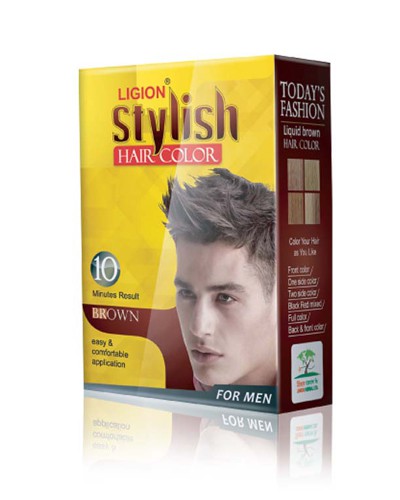 LIGION®
Stylish
HAIR COLOR
10
Minutes Result
BROWN
easy &
comfortable
application
FOR MEN
TODAY'S
FASHION
Liquid brown
HAIR COLOR
Color Your Hair
as You Like
Front color/
One side color/
Two side color/
Black Rest mixed/
Full color/
Back & front color/